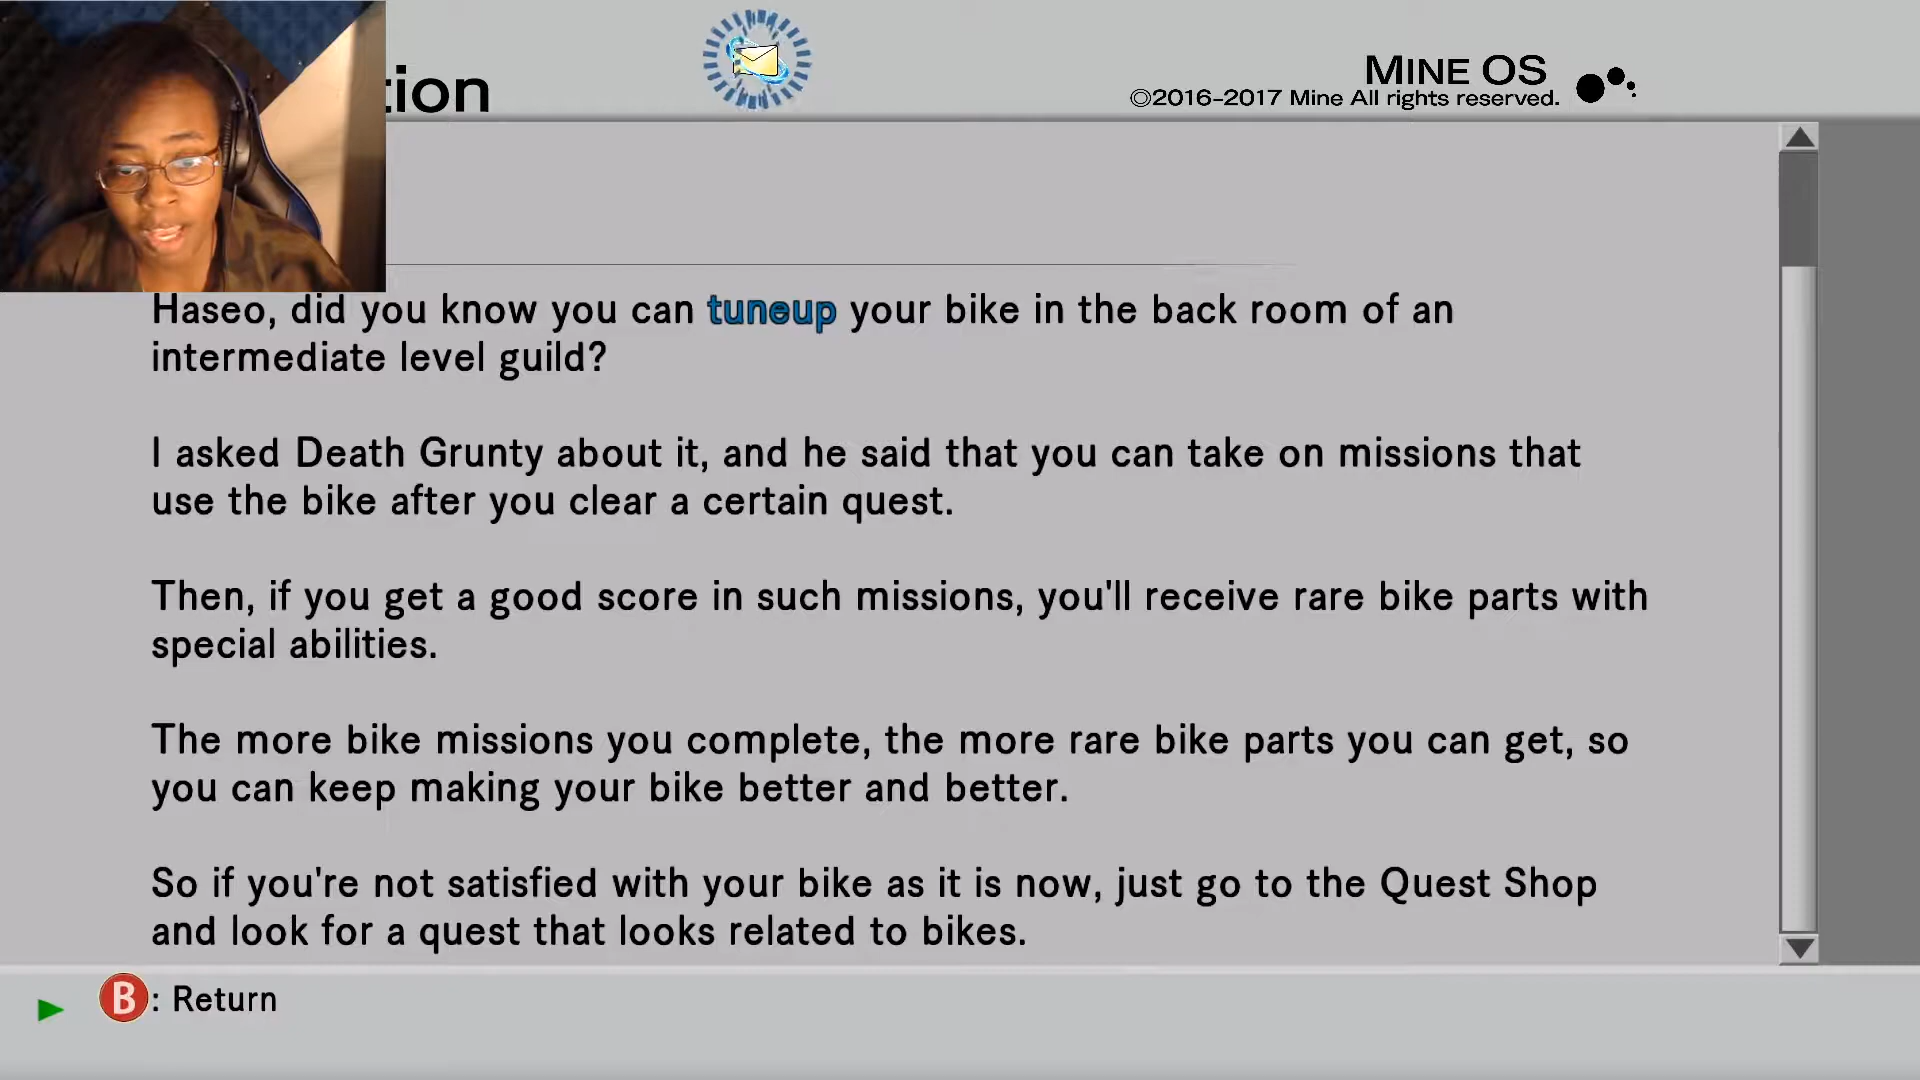 tion
MINE OS
©2016-2017 Mine All rights reserved.
Haseo, did you know you can tuneup your bike in the back room of an
intermediate level guild?
I asked Death Grunty about it, and he said that you can take on missions that
use the bike after you clear a certain quest.
Then, if you get a good score in such missions, you'll receive rare bike parts with
special abilities.
The more bike missions you complete, the more rare bike parts you can get, so
you can keep making your bike better and better.
So if you're not satisfied with your bike as it is now, just go to the Quest Shop
and look for a quest that looks related to bikes.
B: Return